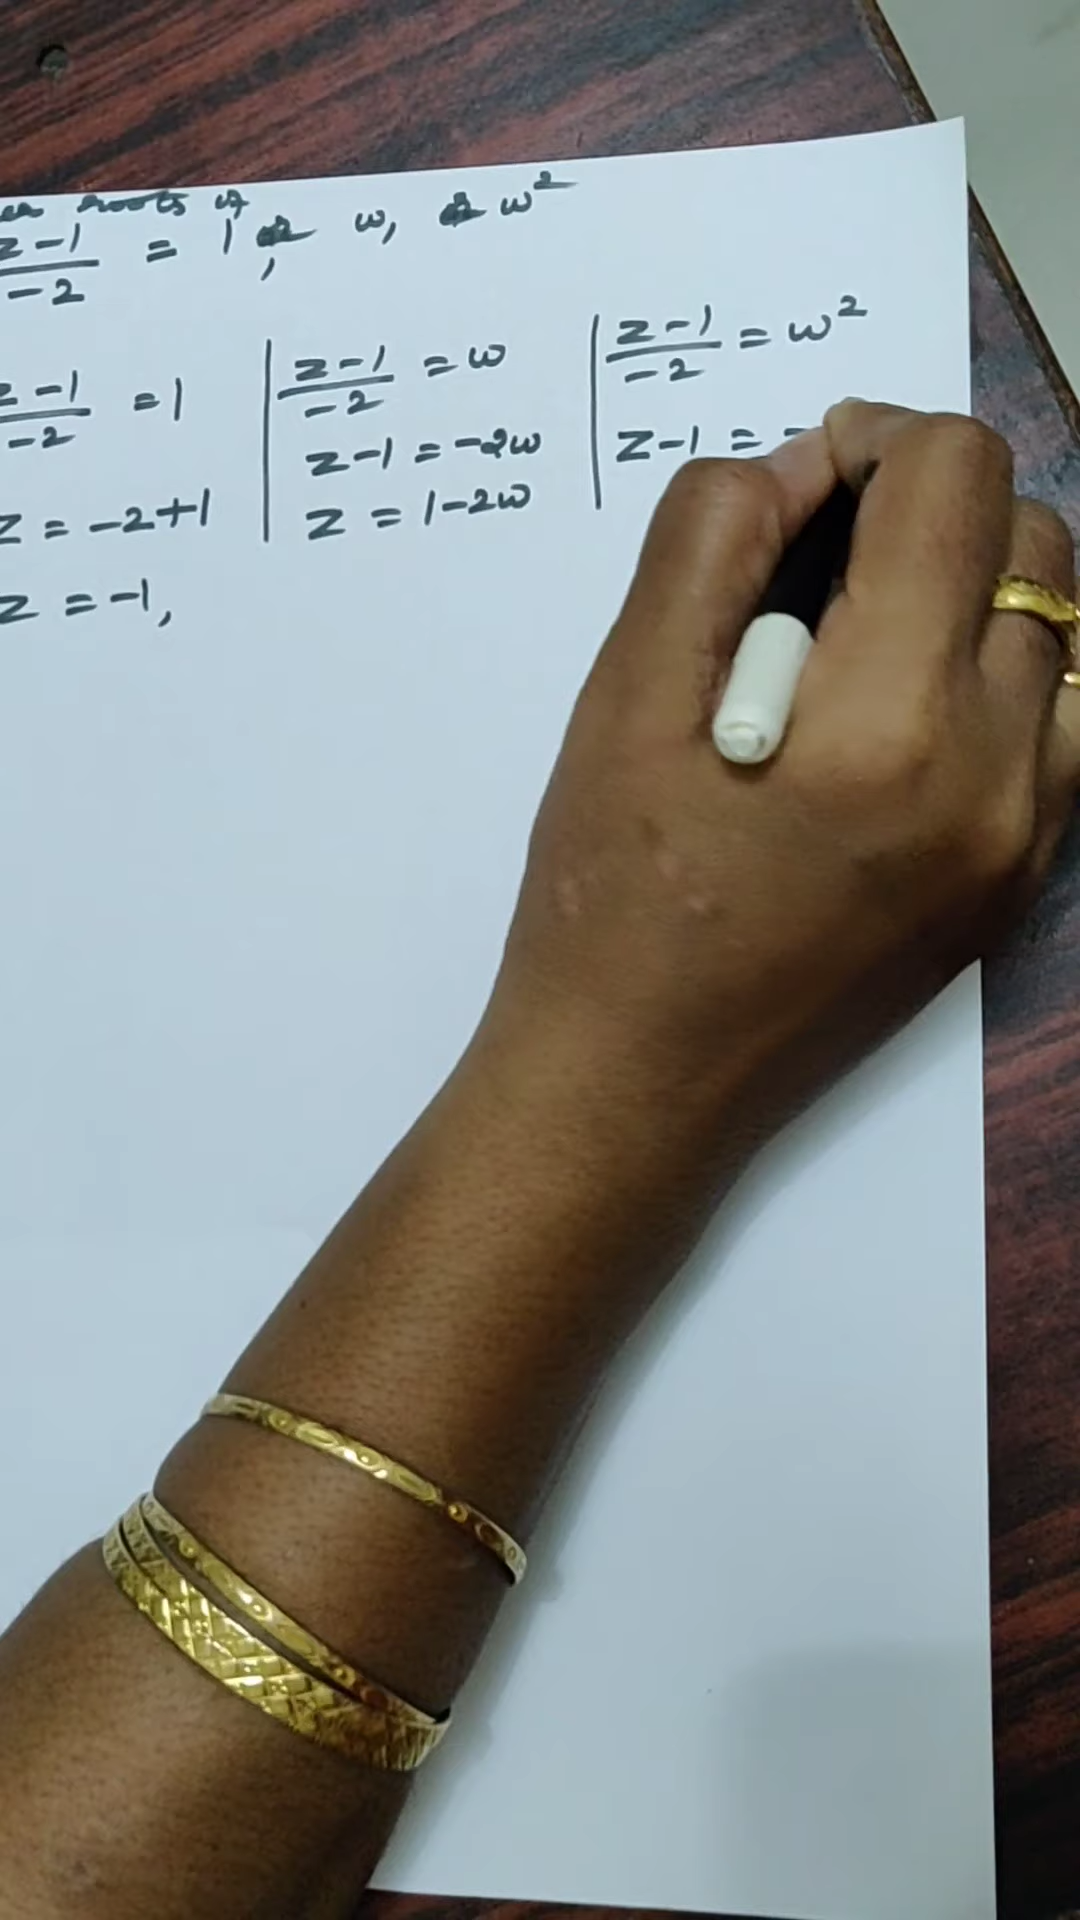 roots of
z-1/-2 = 1, ω, ω²
z-1/-2 = 1
z = -2+1
z = -1,
z-1/-2 = ω
z-1 = -2ω
z = 1-2ω
z-1/-2 = ω²
z-1 = -